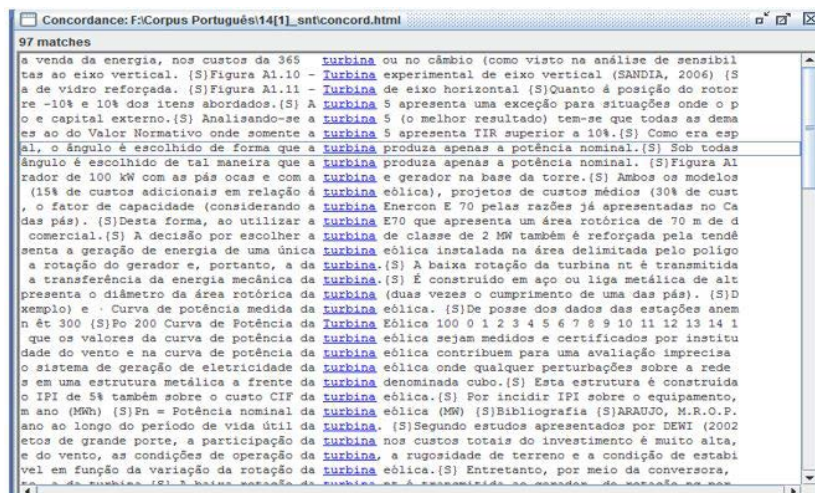 Concordance: F:\Corpus Português\14[1]_snt\concord.html
97 matches
a venda da energia, nos custos da 365 turbina ou no câmbio (como visto na análise de sensibil
tas ao eixo vertical. {S}Figura A1.10 - Turbina experimental de eixo vertical (SANDIA, 2006) {S
a de vidro reforçada. {S}Figura A1.11 - Turbina de eixo horizontal {S}Quanto á posição do rotor
re -10% e 10% dos itens abordados.{S} A turbina 5 apresenta uma exceção para situações onde o p
o e capital externo.{S} Analisando-se a turbina 5 (o melhor resultado) tem-se que todas as dema
es ao do Valor Normativo onde somente a turbina 5 apresenta TIR superior a 10%.{S} Como era esp
al, o ângulo é escolhido de forma que a turbina produza apenas a potência nominal.{S} Sob todas
ângulo é escolhido de tal maneira que a turbina produza apenas a potência nominal. {S}Figura A1
rador de 100 kW com as pás ocas e com a turbina e gerador na base da torre.{S} Ambos os modelos
(15% de custos adicionais em relação á turbina eòlica), projetos de custos médios (30% de cust
, o fator de capacidade (considerando a turbina Enercon E 70 pelas razões já apresentadas no Ca
das pás). {S}Desta forma, ao utilizar a turbina E70 que apresenta um área rotórica de 70 m de d
comercial.{S} A decisão por escolher a turbina de classe de 2 MW também é reforçada pela tendê
senta a geração de energia de uma única turbina eólica instalada na área delimitada pelo polígo
a rotação do gerador e, portanto, a da turbina.{S} A baixa rotação da turbina nt é transmitida
a transferência da energia mecânica da turbina.{S} É construído em aço ou liga metálica de alt
presenta o diâmetro da área rotórica da turbina (duas vezes o cumprimento de uma das pás). {S}D
xemplo) e · Curva de potência medida da turbina eólica. {S}De posse dos dados das estações anem
n êt 300 {S}Po 200 Curva de Potência da Turbina Eólica 100 0 1 2 3 4 5 6 7 8 9 10 11 12 13 14 1
que os valores da curva de potência da turbina eólica sejam medidos e certificados por institu
dade do vento e na curva de potência da turbina eólica contribuem para uma avaliação imprecisa
o sistema de geração de eletricidade da turbina eólica onde qualquer perturbações sobre a rede
s em uma estrutura metálica a frente da turbina denominada cubo.{S} Esta estrutura é construída
o IPI de 5% também sobre o custo CIF da turbina eólica.{S} Por incidir IPI sobre o equipamento,
m ano (MWh) {S}Pn = Potência nominal da turbina eólica (MW) {S}Bibliografia {S}ARAUJO, M.R.O.P.
ano ao longo do período de vida útil da turbina. {S}Segundo estudos apresentados por DEWI (2002
etos de grande porte, a participação da turbina nos custos totais do investimento é muito alta,
e do vento, as condições de operação da turbina, a rugosidade de terreno e a condição de estabi
vel em função da variação da rotação da turbina eólica.{S} Entretanto, por meio da conversora,